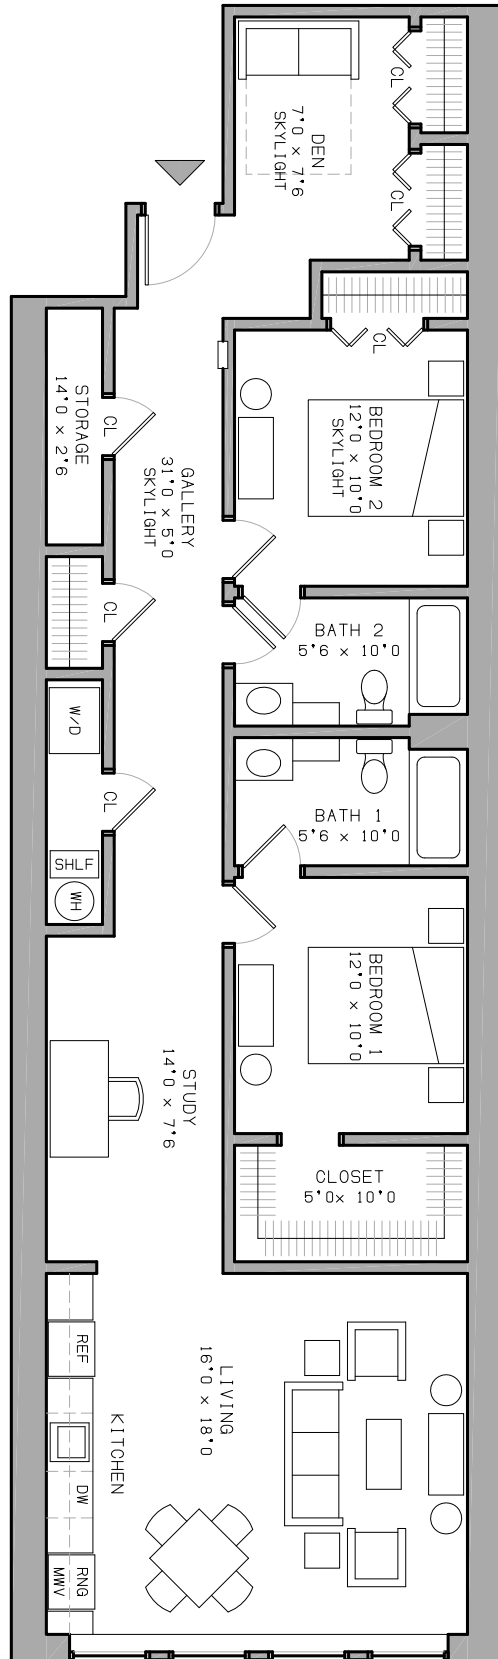 CL
DEN
7'0 x 7'6
SKYLIGHT
CL
CL
STORAGE
14'0 x 2'6
CL
GALLERY
31'0 x 5'0
SKYLIGHT
BEDROOM 2
12'0 x 10'0
SKYLIGHT
CL
BATH 2
5'6 x 10'0
W/D
CL
SHLF
WH
BATH 1
5'6 x 10'0
BEDROOM 1
12'0 x 10'0
STUDY
14'0 x 7'6
CLOSET
5'0x 10'0
REF
LIVING
16'0 x 18'0
KITCHEN
DW
RNG
MWV